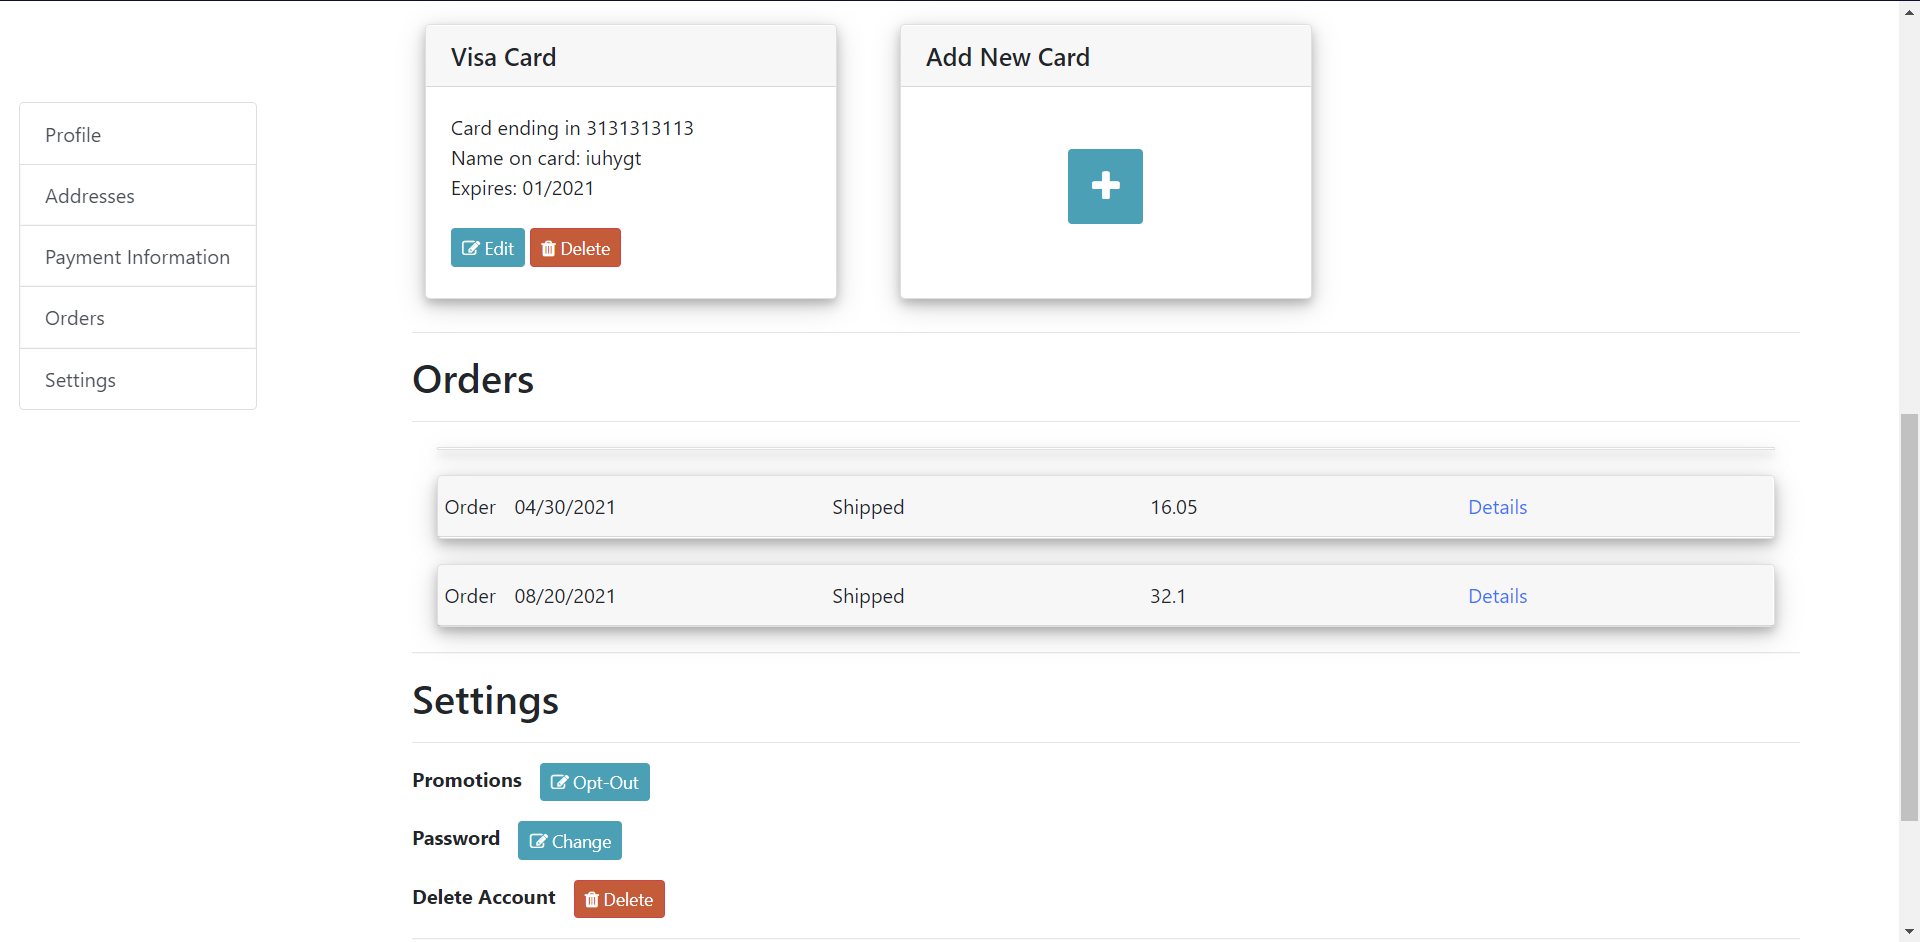 Profile
Addresses
Payment Information
Orders
Settings
Visa Card
Card ending in 3131313113
Name on card: iuhygt
Expires: 01/2021
Edit Delete
Add New Card
Orders
Order 04/30/2021 Shipped 16.05 Details
Order 08/20/2021 Shipped 32.1 Details
Settings
Promotions Opt-Out
Password Change
Delete Account Delete